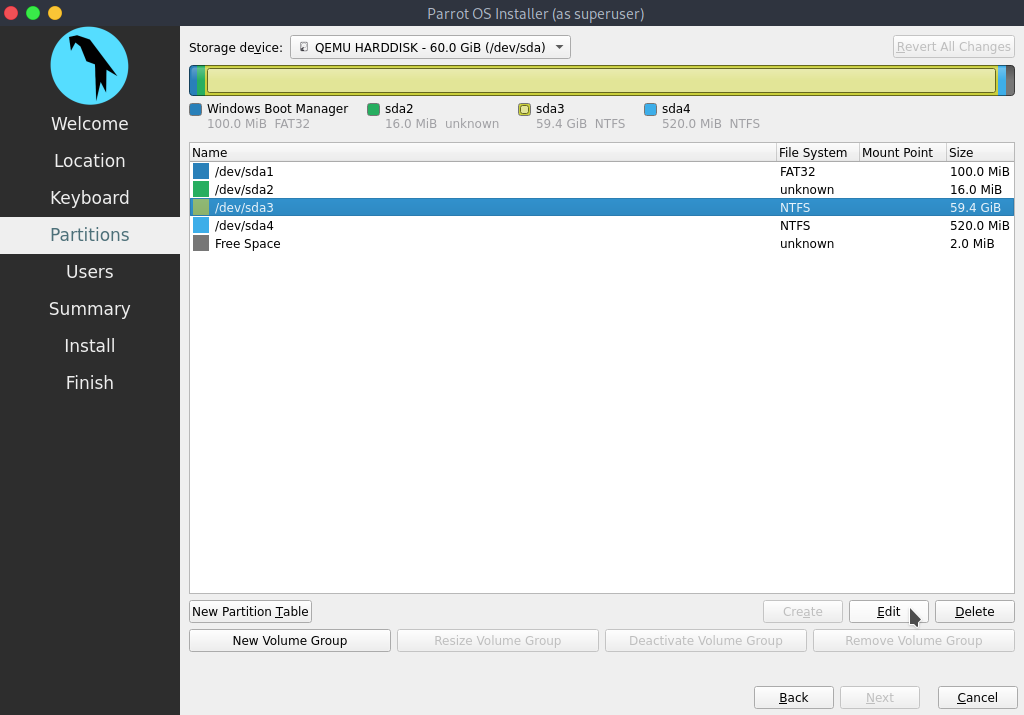 Parrot OS Installer (as superuser)
Welcome
Location
Keyboard
Partitions
Users
Summary
Install
Finish
Storage device: QEMU HARDDISK - 60.0 GiB (/dev/sda) Revert All Changes
Windows Boot Manager sda2 sda3 sda4
100.0 MiB FAT32 16.0 MiB unknown 59.4 GiB NTFS 520.0 MiB NTFS
Name File System Mount Point Size
/dev/sda1 FAT32 100.0 MiB
/dev/sda2 unknown 16.0 MiB
/dev/sda3 NTFS 59.4 GiB
/dev/sda4 NTFS 520.0 MiB
Free Space unknown 2.0 MiB
New Partition Table Create Edit Delete
New Volume Group Resize Volume Group Deactivate Volume Group Remove Volume Group
Back Next Cancel